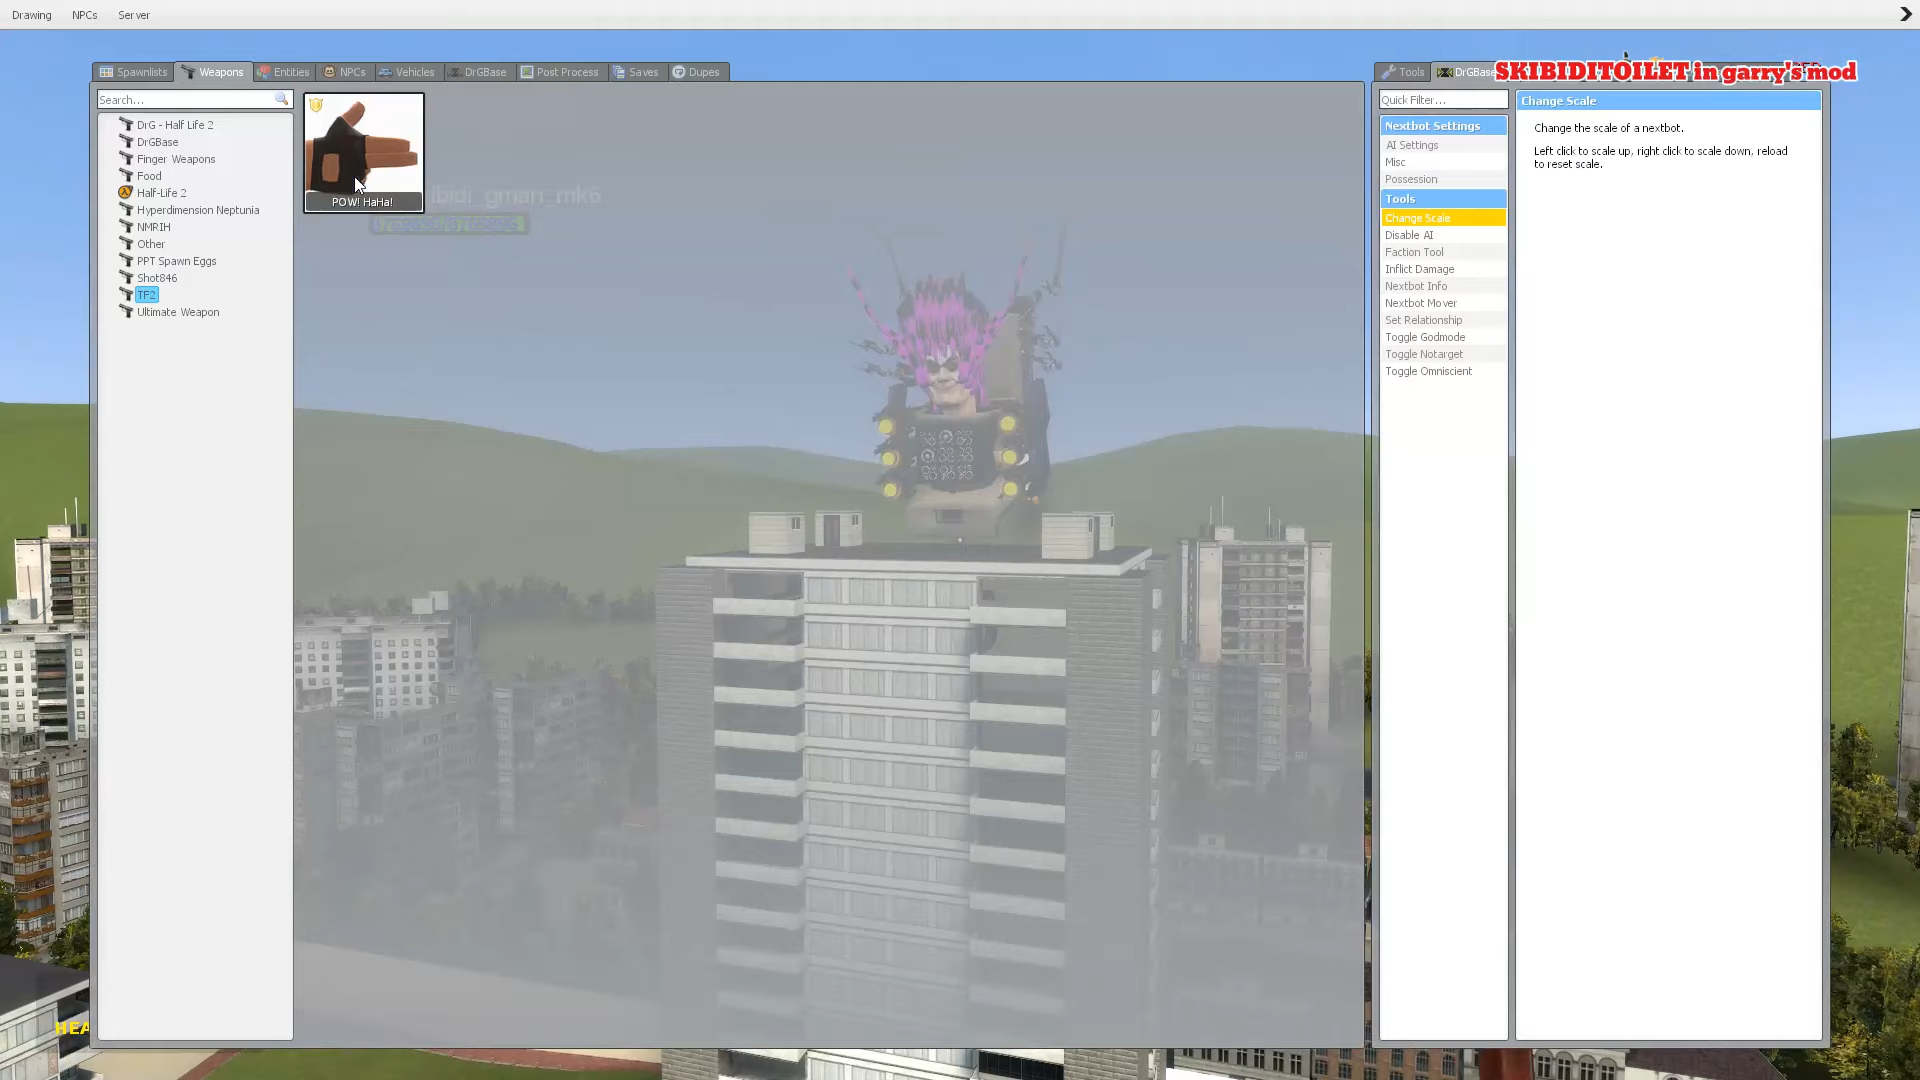 Drawing NPCs Server
Spawnlists Weapons Entities NPCs Vehicles DrGBase Post Process Saves Dupes
Search...
DrG - Half Life 2
DrGBase
Finger Weapons
Food
Half-Life 2
Hyperdimension Neptunia
NMRIH
Other
PPT Spawn Eggs
Shot846
TF2
Ultimate Weapon
POW! HaHa!
ibidi_gman_mk6
Tools DrGBase
SKIBIDITOILET in garry's mod
Quick Filter...
Nextbot Settings
AI Settings
Misc
Possession
Tools
Change Scale
Disable AI
Faction Tool
Inflict Damage
Nextbot Info
Nextbot Mover
Set Relationship
Toggle Godmode
Toggle Notarget
Toggle Omniscient
Change Scale
Change the scale of a nextbot.
Left click to scale up, right click to scale down, reload
to reset scale.
HEA